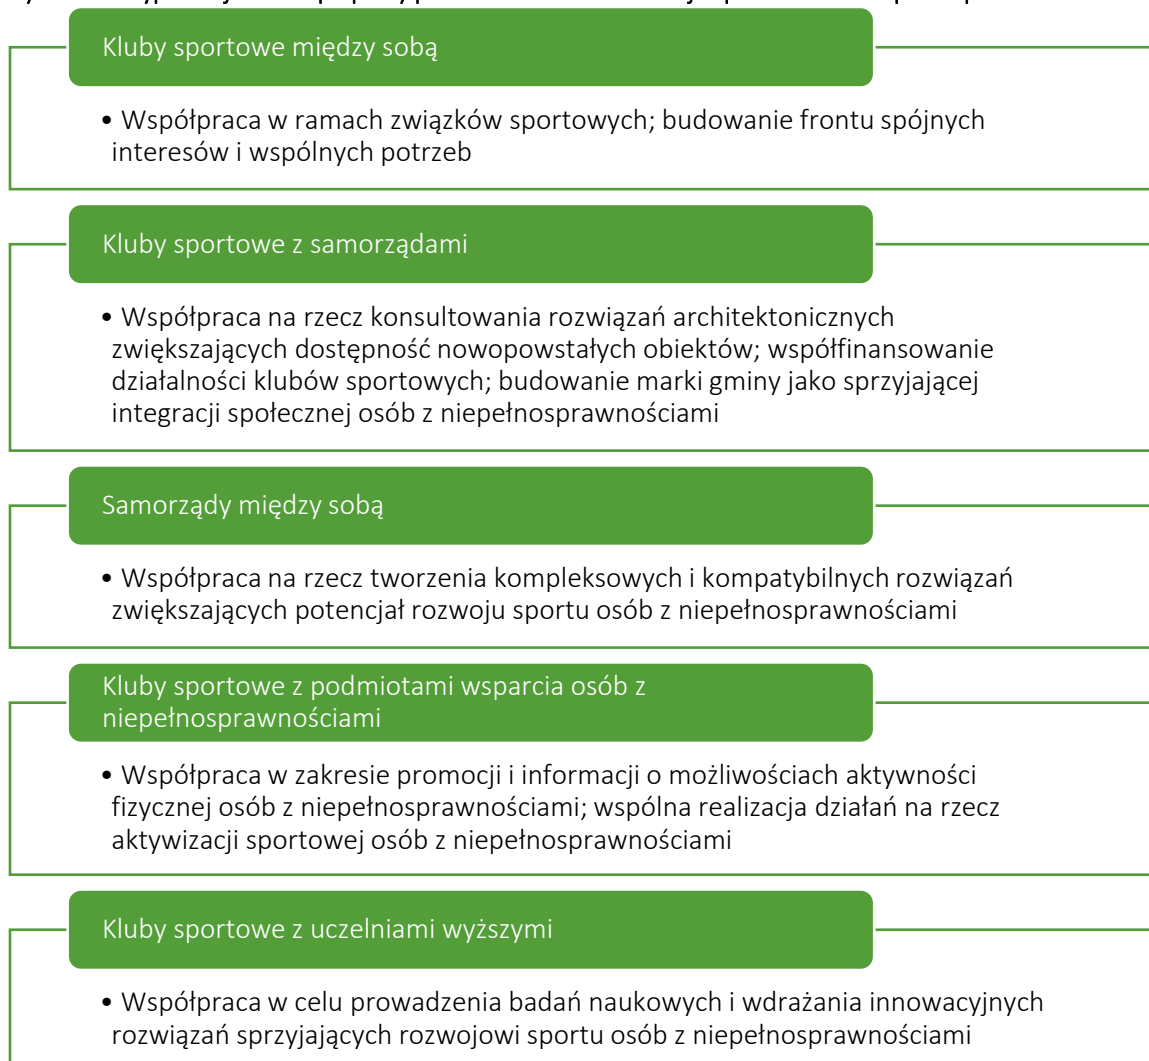 Kluby sportowe między sobą
• Współpraca w ramach związków sportowych; budowanie frontu spójnych
interesów i wspólnych potrzeb
Kluby sportowe z samorządami
• Współpraca na rzecz konsultowania rozwiązań architektonicznych
zwiększających dostępność nowopowstałych obiektów; współfinansowanie
działalności klubów sportowych; budowanie marki gminy jako sprzyjającej
integracji społecznej osób z niepełnosprawnościami
Samorządy między sobą
• Współpraca na rzecz tworzenia kompleksowych i kompatybilnych rozwiązań
zwiększających potencjał rozwoju sportu osób z niepełnosprawnościami
Kluby sportowe z podmiotami wsparcia osób z
niepełnosprawnościami
• Współpraca w zakresie promocji i informacji o możliwościach aktywności
fizycznej osób z niepełnosprawnościami; wspólna realizacja działań na rzecz
aktywizacji sportowej osób z niepełnosprawnościami
Kluby sportowe z uczelniami wyższymi
• Współpraca w celu prowadzenia badań naukowych i wdrażania innowacyjnych
rozwiązań sprzyjających rozwojowi sportu osób z niepełnosprawnościami